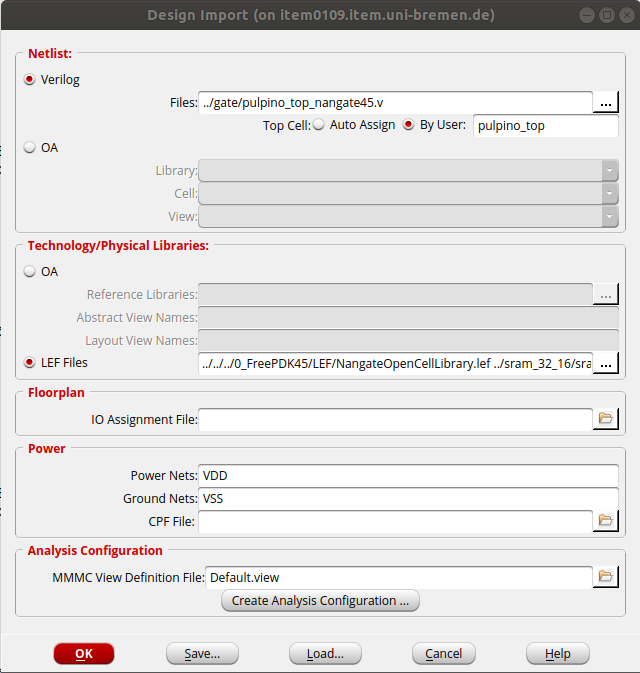 Design Import (on item0109.item.uni-bremen.de)
Netlist:
Verilog
Files: ../gate/pulpino_top_nangate45.v ...
Top Cell: Auto Assign By User: pulpino_top
OA
Library:
Cell:
View:
Technology/Physical Libraries:
OA
Reference Libraries: ...
Abstract View Names:
Layout View Names:
LEF Files ../../../0_FreePDK45/LEF/NangateOpenCellLibrary.lef ../sram_32_16/sra ...
Floorplan
IO Assignment File:
Power
Power Nets: VDD
Ground Nets: VSS
CPF File:
Analysis Configuration
MMMC View Definition File: Default.view
Create Analysis Configuration ...
OK Save... Load... Cancel Help